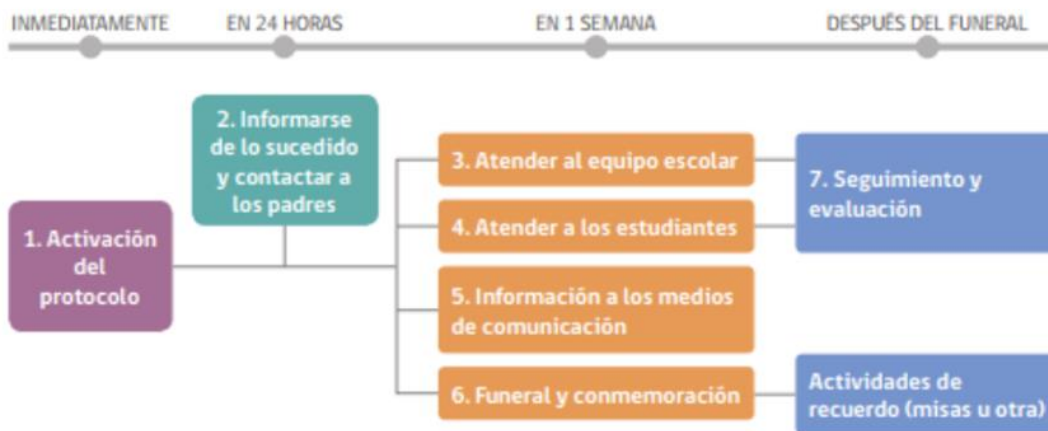 INMEDIATAMENTE
EN 24 HORAS
EN 1 SEMANA
DESPUÉS DEL FUNERAL
1. Activación
del
protocolo
2. Informarse
de lo sucedido
y contactar a
los padres
3. Atender al equipo escolar
4. Atender a los estudiantes
5. Información a los medios
de comunicación
6. Funeral y conmemoración
7. Seguimiento y
evaluación
Actividades de
recuerdo (misas u otra)